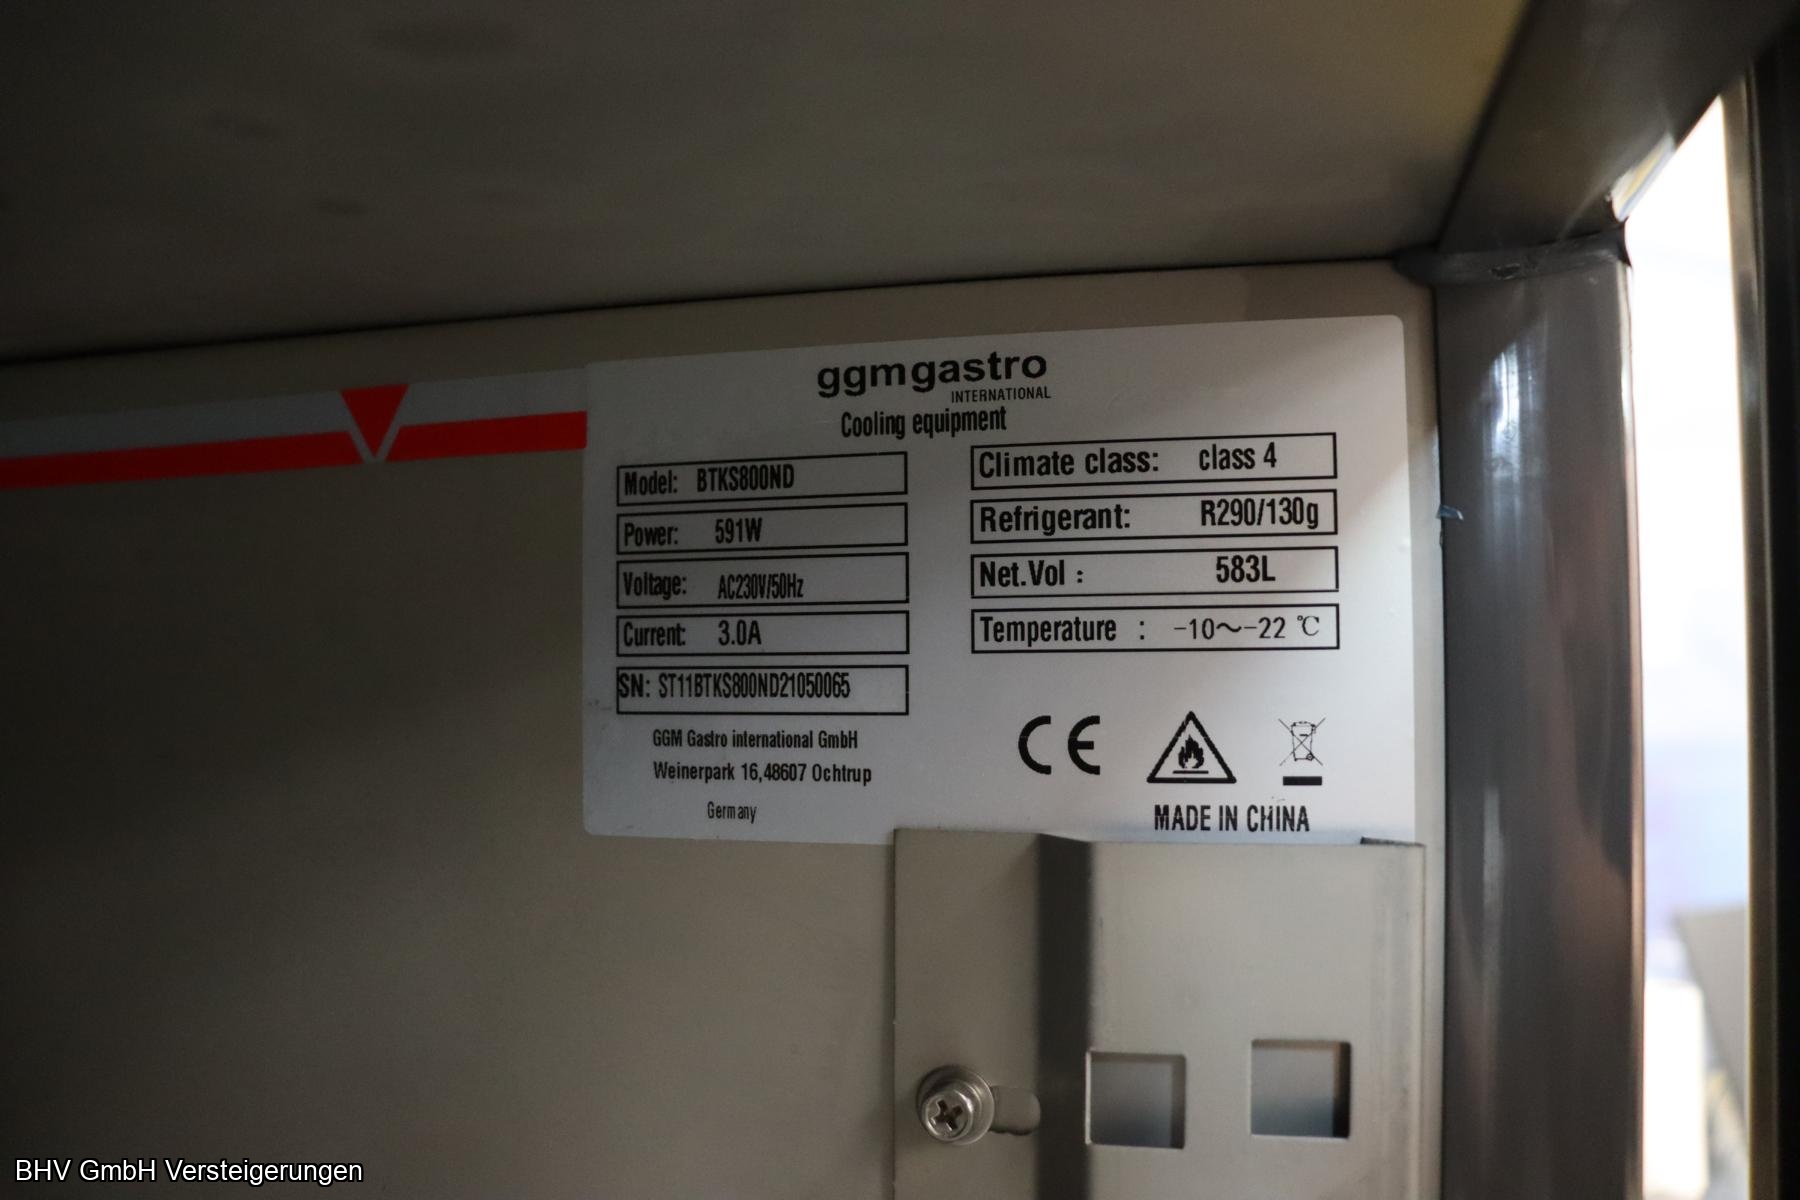 ggmgastro
INTERNATIONAL
Cooling equipment
Model: BTKS800ND
Power: 591W
Voltage: AC230V/50Hz
Current: 3.0A
SN: ST11BTKS800ND21050065
GGM Gastro international GmbH
Weinerpark 16,48607 Ochtrup
Germany
Climate class: class 4
Refrigerant: R290/130g
Net.Vol : 583L
Temperature : -10～-22 ℃
CE
MADE IN CHINA
BHV GmbH Versteigerungen